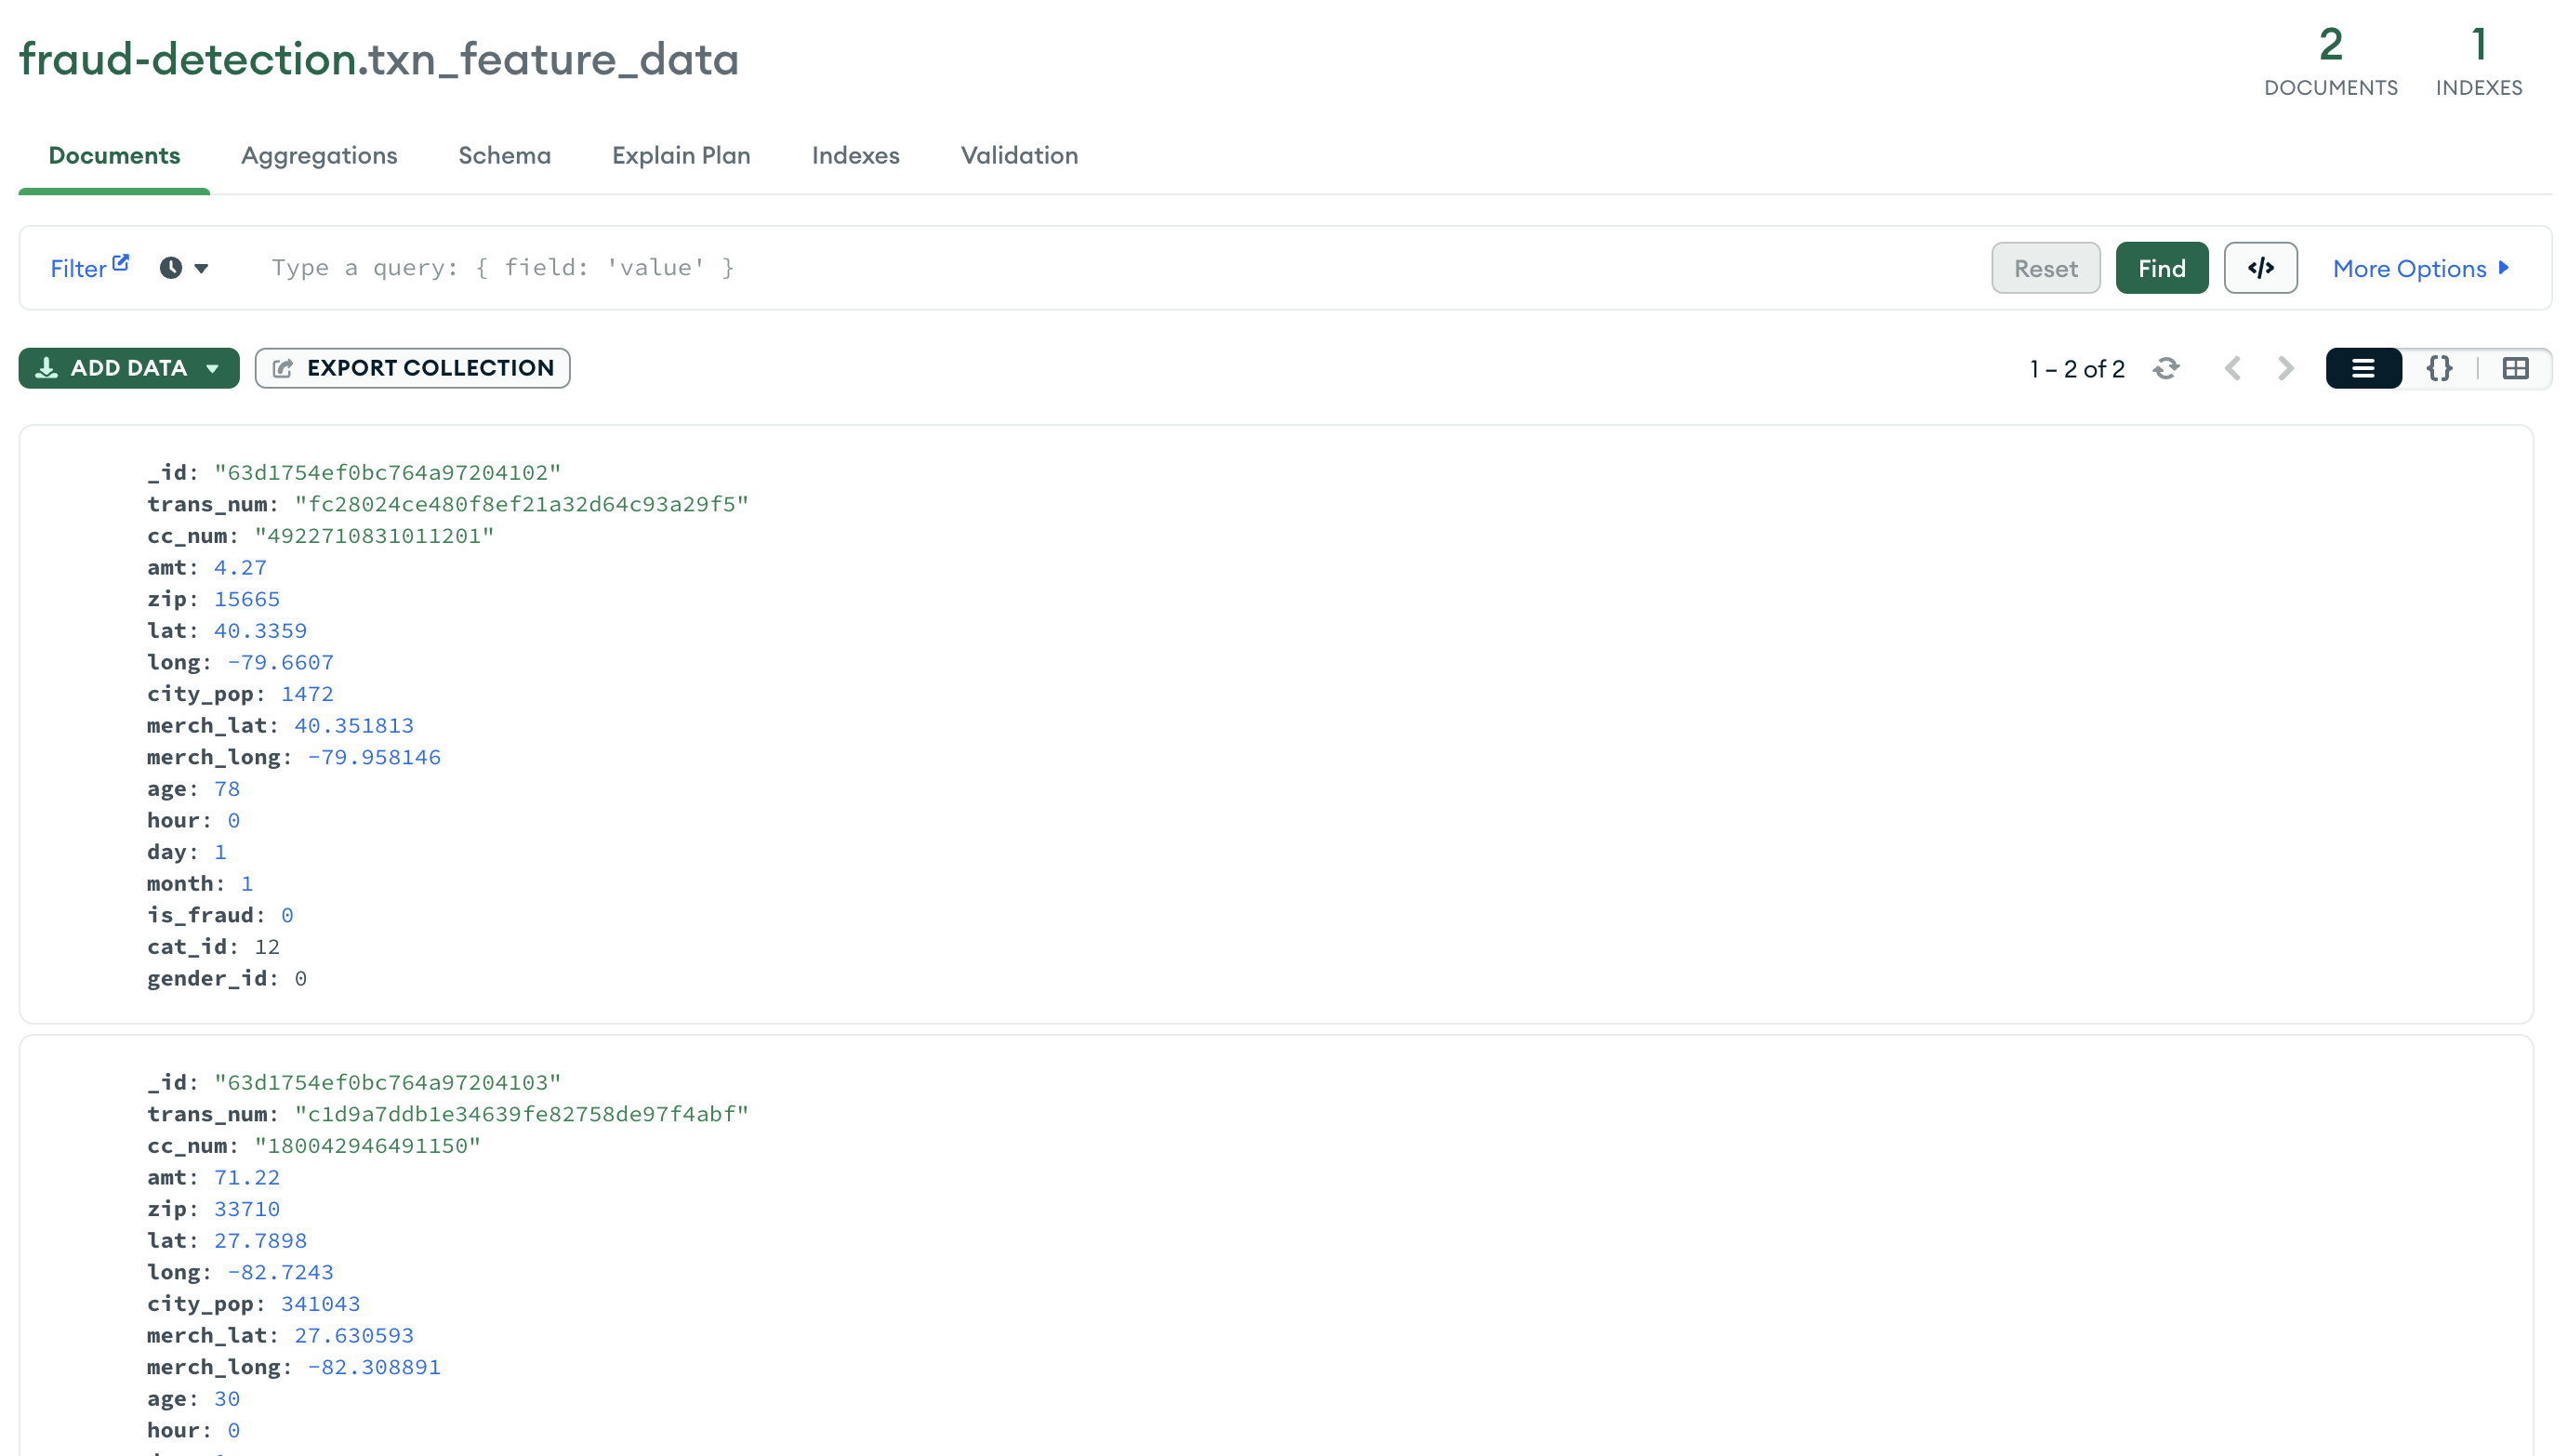 fraud-detection.txn_feature_data
2 1
DOCUMENTS INDEXES
Documents Aggregations Schema Explain Plan Indexes Validation
Filter Type a query: { field: 'value' } Reset Find </> More Options
ADD DATA EXPORT COLLECTION 1 – 2 of 2 {}
_id: "63d1754ef0bc764a97204102"
trans_num: "fc28024ce480f8ef21a32d64c93a29f5"
cc_num: "4922710831011201"
amt: 4.27
zip: 15665
lat: 40.3359
long: -79.6607
city_pop: 1472
merch_lat: 40.351813
merch_long: -79.958146
age: 78
hour: 0
day: 1
month: 1
is_fraud: 0
cat_id: 12
gender_id: 0
_id: "63d1754ef0bc764a97204103"
trans_num: "c1d9a7ddb1e34639fe82758de97f4abf"
cc_num: "180042946491150"
amt: 71.22
zip: 33710
lat: 27.7898
long: -82.7243
city_pop: 341043
merch_lat: 27.630593
merch_long: -82.308891
age: 30
hour: 0